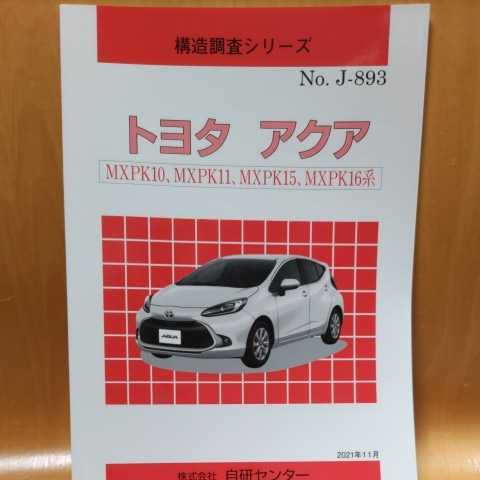 構造調査シリーズ
No. J-893
トヨタ アクア
MXPK10、MXPK11、MXPK15、MXPK16系
AQUA
2021年11月
株式会社 自研センター